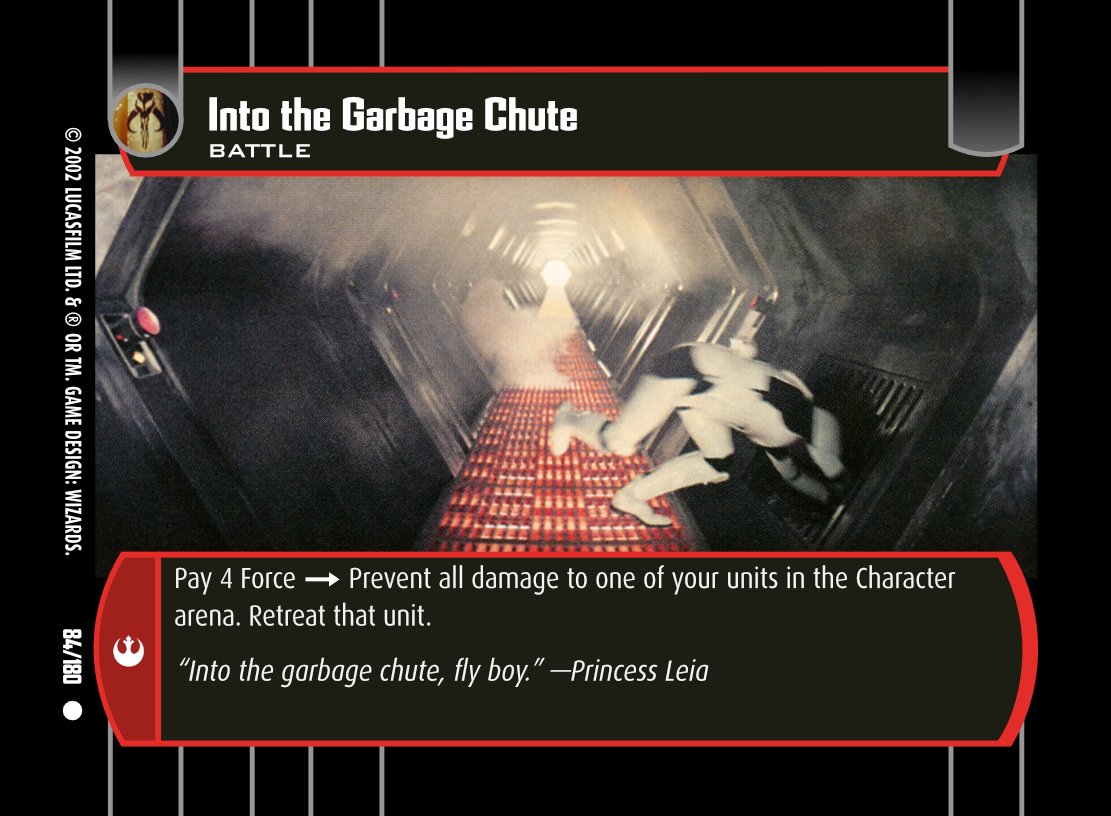 Into the Garbage Chute
BATTLE
Pay 4 Force → Prevent all damage to one of your units in the Character
arena. Retreat that unit.
“Into the garbage chute, fly boy.” —Princess Leia
© 2002 LUCASFILM LTD. & ® OR TM. GAME DESIGN: WIZARDS.
84/180